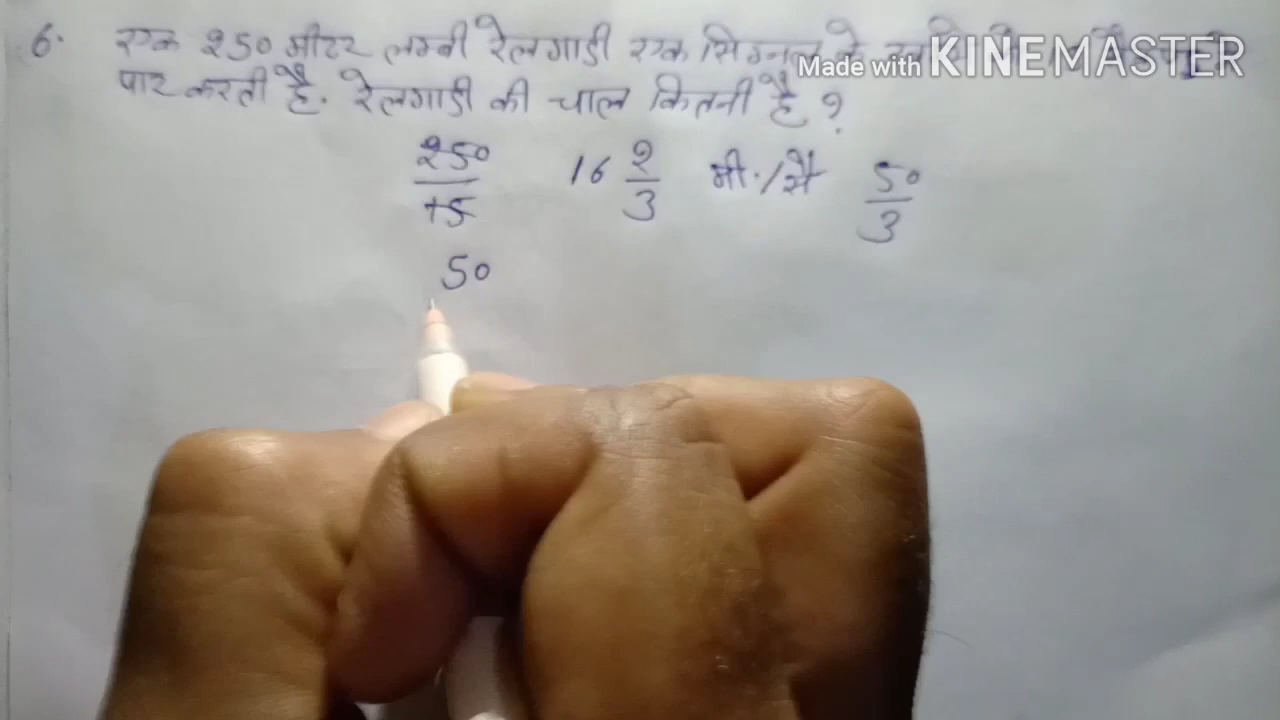 6. एक 250 मीटर लम्बी रेलगाडी एक सिग्नल के
Made with KINEMASTER
पार करती है. रेलगाडी की चाल कितनी है ?
250/15 16 2/3 मी./सै 50/3
50